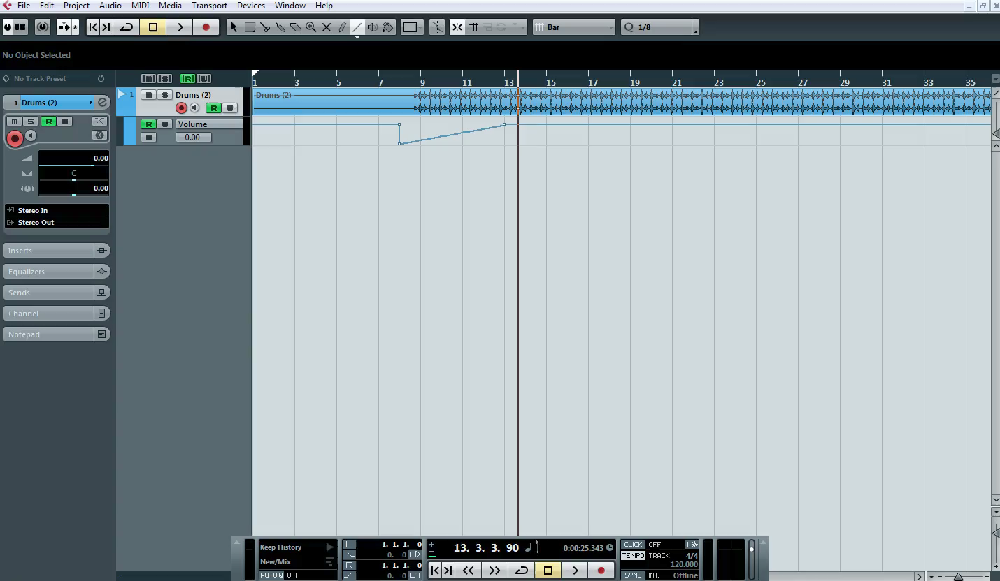 File Edit Project Audio MIDI Media Transport Devices Window Help
Bar Q 1/8
No Object Selected
No Track Preset
M S R W
1 3 5 7 9 11 13 15 17 19 21 23 25 27 29 31 33 35
1 Drums (2) e
1 M S Drums (2)
R W
Drums (2)
M S R W
R W Volume
0.00
0.00
C
0.00
Stereo In
Stereo Out
Inserts
Equalizers
Sends
Channel
Notepad
Keep History
New/Mix
AUTO Q OFF
L 1. 1. 1. 0
0. 0
R 1. 1. 1. 0
0. 0
13. 3. 3. 90 0:00:25.343
CLICK OFF
TEMPO TRACK 4/4
120.000
SYNC INT. Offline